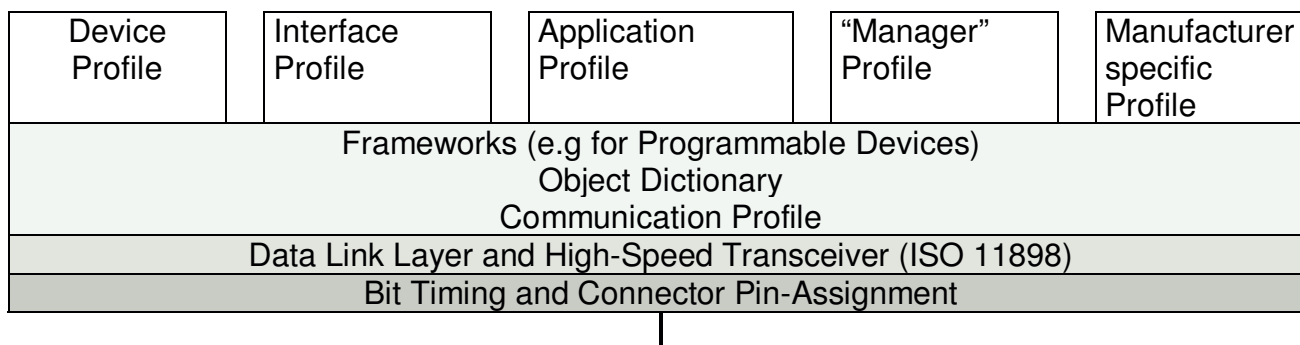 Device
Profile
Interface
Profile
Application
Profile
“Manager”
Profile
Manufacturer
specific
Profile
Frameworks (e.g for Programmable Devices)
Object Dictionary
Communication Profile
Data Link Layer and High-Speed Transceiver (ISO 11898)
Bit Timing and Connector Pin-Assignment